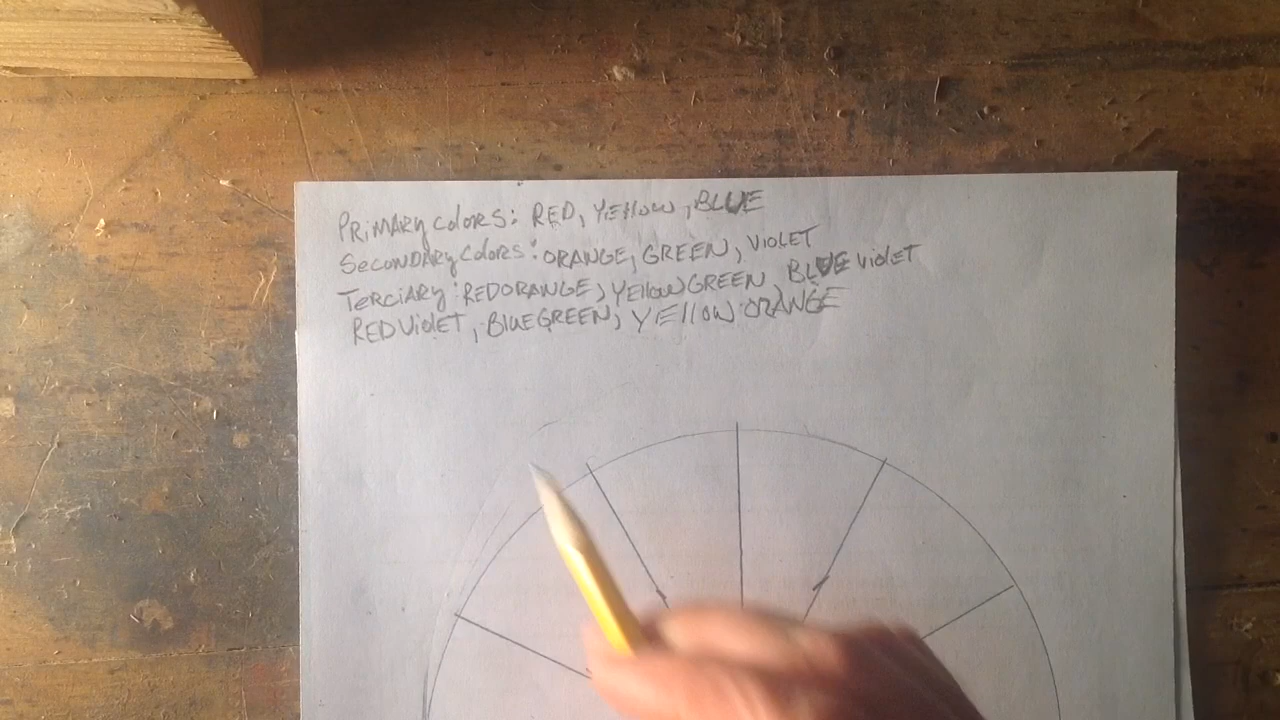 PRiMARy colors: RED, YEllow, BLUE
SECONDARy Colors: ORANGE, GREEN, VIOLET
TERCiARy: REDORANGE, YEllowGREEN, BLUE violET
REDViolET, BluEGREEN, YEllow ORANGE